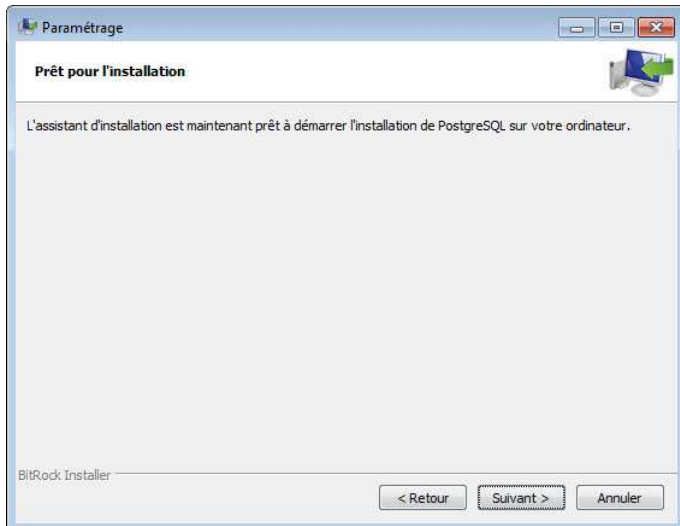 Paramétrage
Prêt pour l'installation
L'assistant d'installation est maintenant prêt à démarrer l'installation de PostgreSQL sur votre ordinateur.
BitRock Installer
< Retour
Suivant >
Annuler